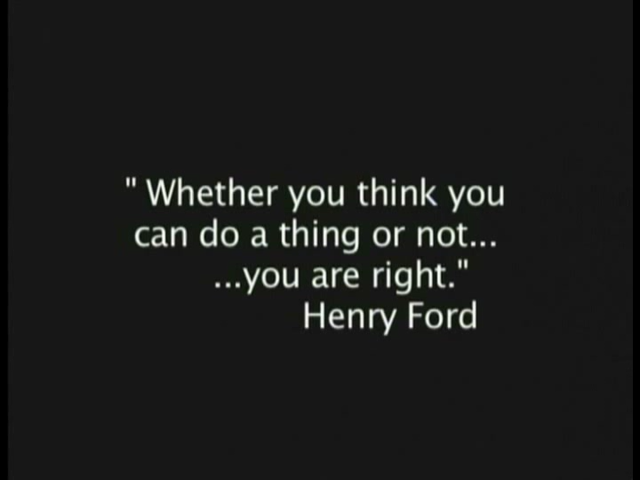 " Whether you think you
can do a thing or not...
...you are right."
Henry Ford